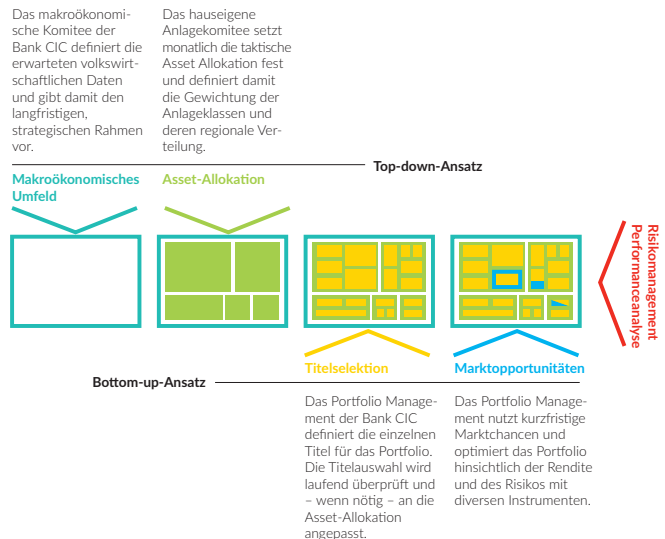 Das makroökonomi-
sche Komitee der
Bank CIC definiert die
erwarteten volkswirt-
schaftlichen Daten
und gibt damit den
langfristigen,
strategischen Rahmen
vor.
Das hauseigene
Anlagekomitee setzt
monatlich die taktische
Asset Allokation fest
und definiert damit
die Gewichtung der
Anlageklassen und
deren regionale Ver-
teilung.
Top-down-Ansatz
Makroökonomisches
Umfeld
Asset-Allokation
Risikomanagement
Performanceanalyse
Titelselektion
Marktopportunitäten
Bottom-up-Ansatz
Das Portfolio Manage-
ment der Bank CIC
definiert die einzelnen
Titel für das Portfolio.
Die Titelauswahl wird
laufend überprüft und
– wenn nötig – an die
Asset-Allokation
angepasst.
Das Portfolio Manage-
ment nutzt kurzfristige
Marktchancen und
optimiert das Portfolio
hinsichtlich der Rendite
und des Risikos mit
diversen Instrumenten.